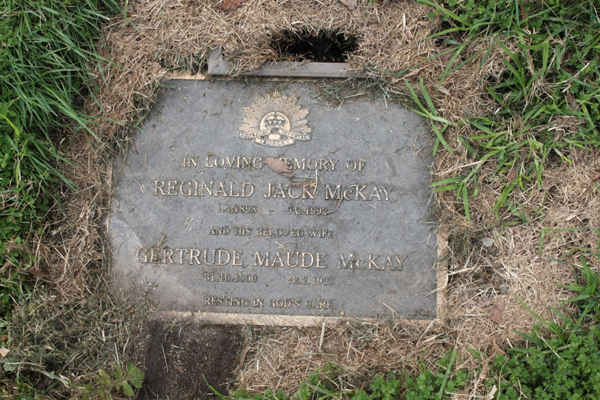 IN LOVING MEMORY OF
REGINALD JACK McKAY
AND HIS BELOVED WIFE
GERTRUDE MAUDE McKAY
RESTING IN GOD'S CARE